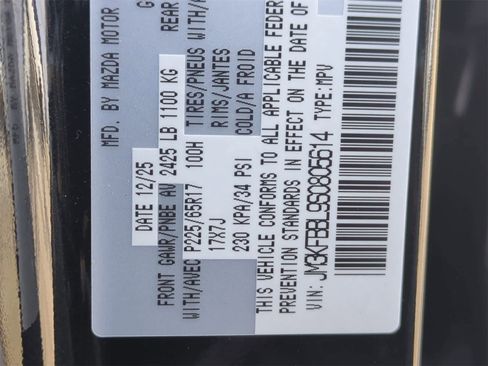 MFD. BY MAZDA MOTOR
G
DATE 12/25
FRONT GAWR/PNBE AV 2425 LB 1100 KG
REAR
WITH/AVEC P225/65R17 100H TIRES/PNEUS WITH/A
17X7J RIMS/JANTES
230 KPA/34 PSI COLD/A FROID
THIS VEHICLE CONFORMS TO ALL APPLICABLE FEDER
PREVENTION STANDARDS IN EFFECT ON THE DATE OF
VIN: JM3KFBBL9S0805614 TYPE: MPV